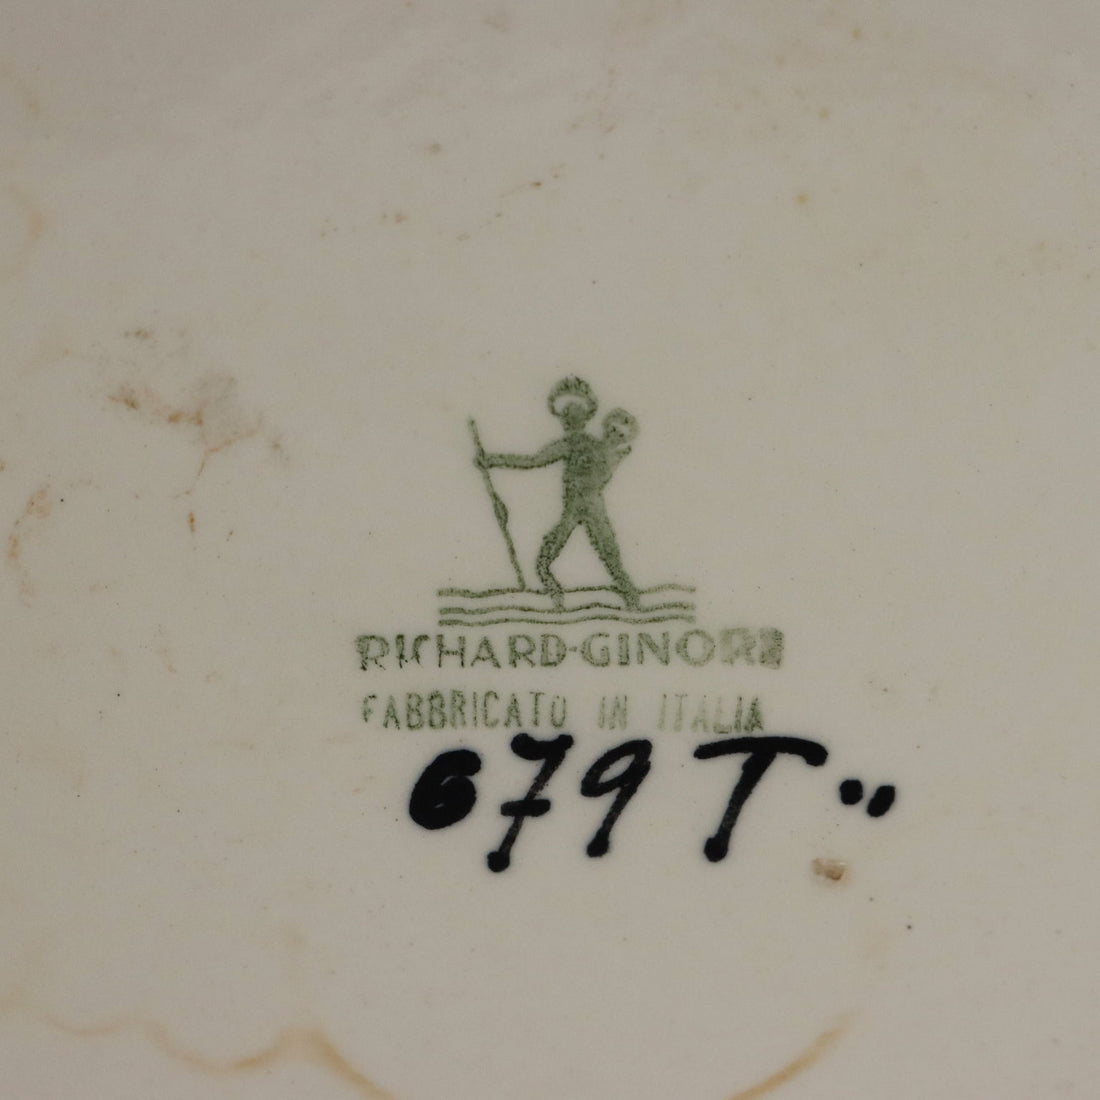 RICHARD-GINORI
FABBRICATO IN ITALIA
679 T"